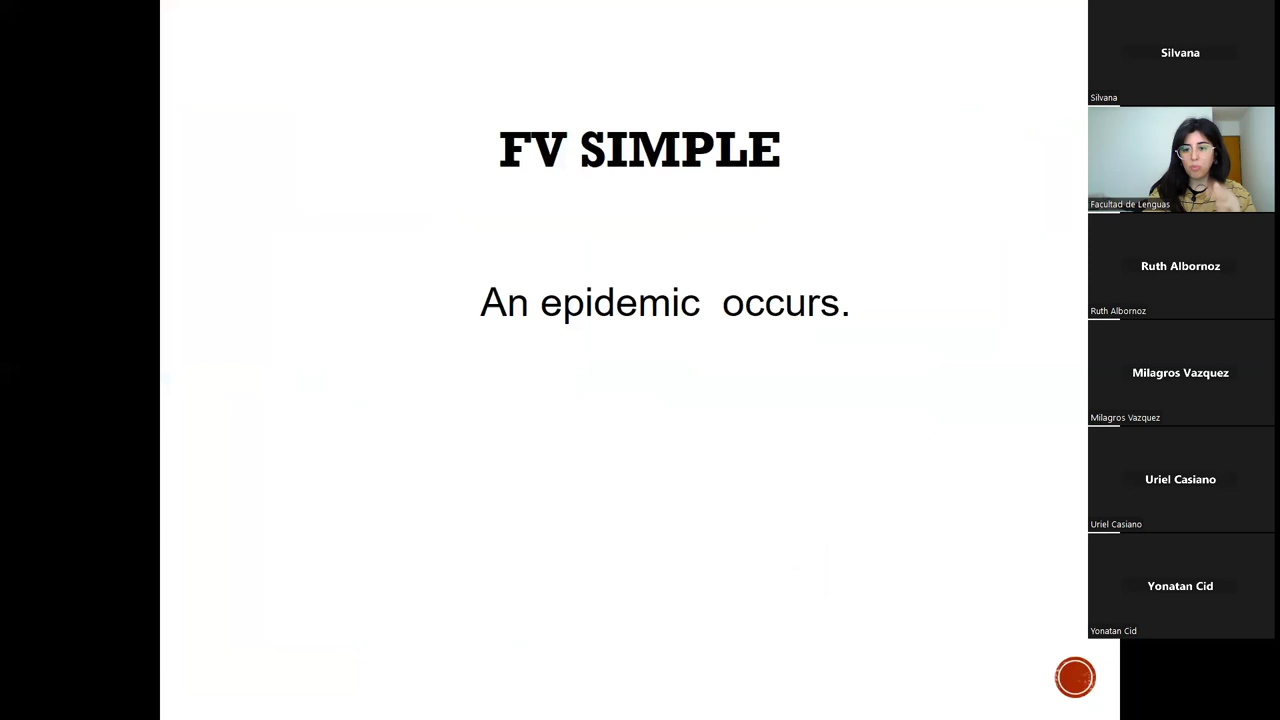 FV SIMPLE
An epidemic occurs.
Silvana
Silvana
Facultad de Lenguas
Ruth Albornoz
Ruth Albornoz
Milagros Vazquez
Milagros Vazquez
Uriel Casiano
Uriel Casiano
Yonatan Cid
Yonatan Cid